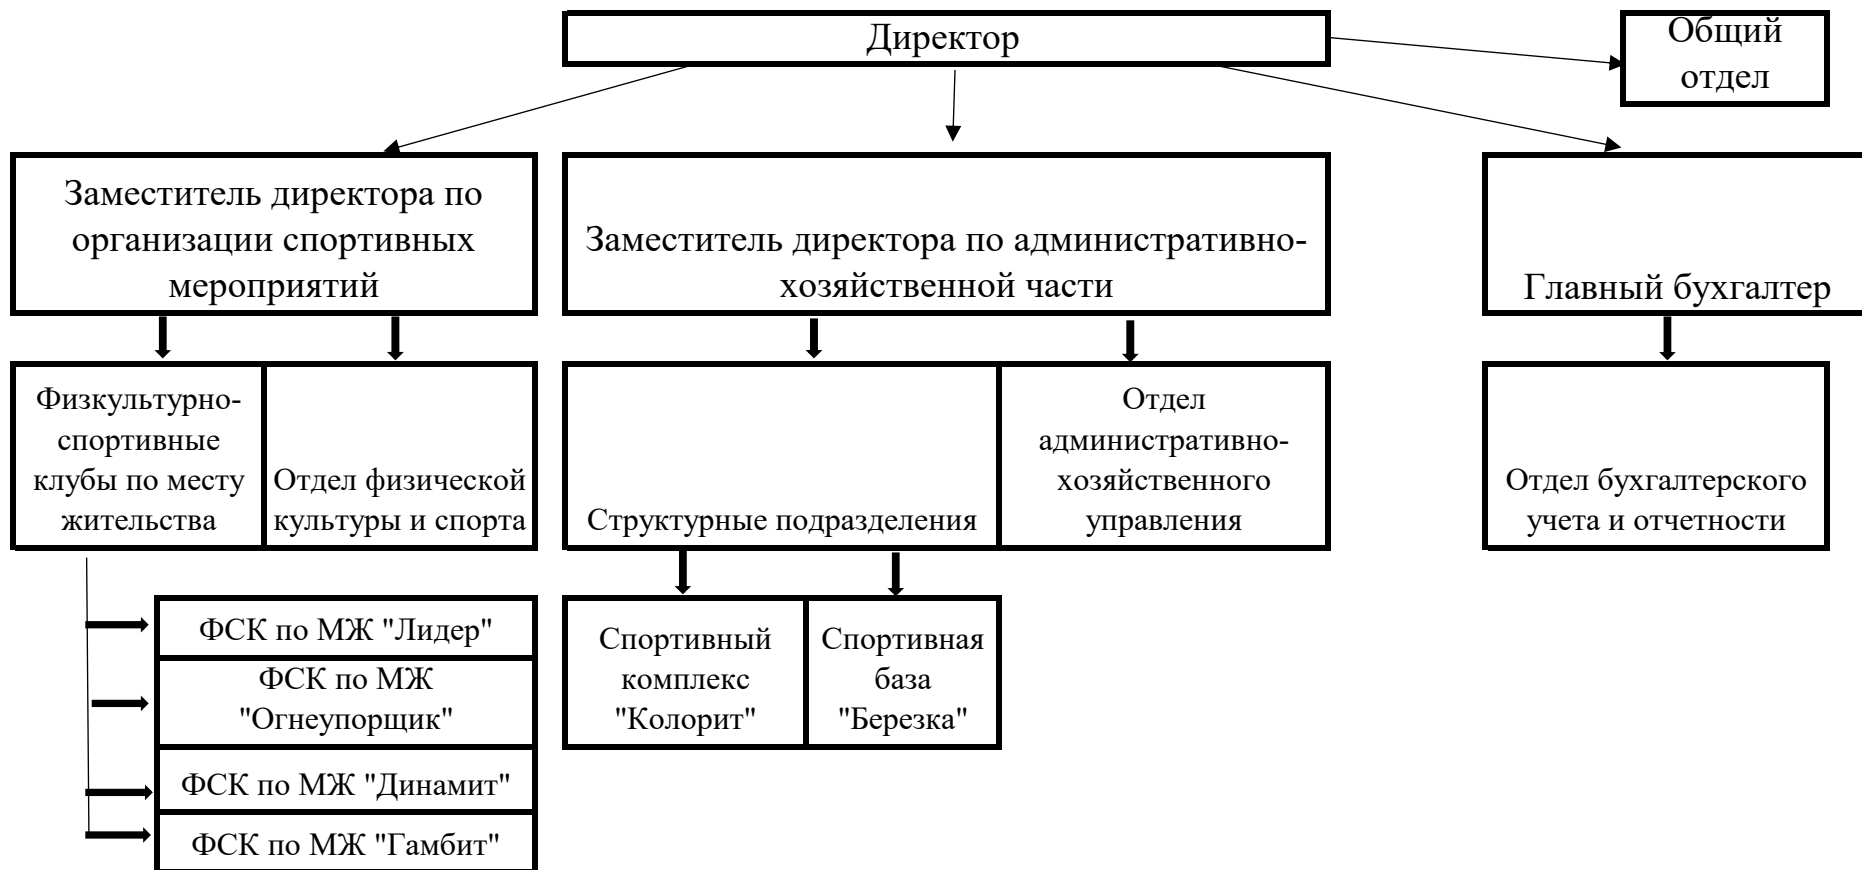 Директор
Общий
отдел
Заместитель директора по
организации спортивных
мероприятий
Заместитель директора по административно-
хозяйственной части
Главный бухгалтер
Физкультурно-
спортивные
клубы по месту
жительства
Отдел физической
культуры и спорта
Структурные подразделения
Отдел
административно-
хозяйственного
управления
Отдел бухгалтерского
учета и отчетности
ФСК по МЖ "Лидер"
ФСК по МЖ
"Огнеупорщик"
ФСК по МЖ "Динамит"
ФСК по МЖ "Гамбит"
Спортивный
комплекс
"Колорит"
Спортивная
база
"Березка"